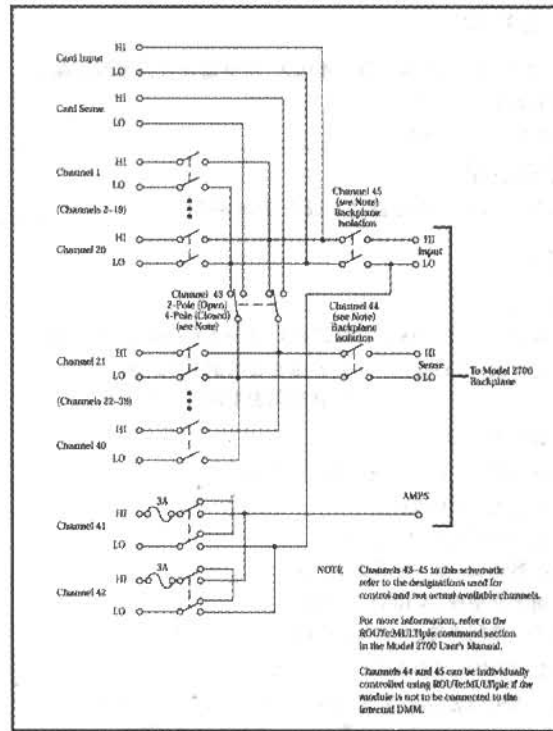 Card Input HI
LO
Card Sense HI
LO
Channel 1 HI
LO
(Channels 2–19)
Channel 20 HI
LO
Channel 45
(see Note)
Backplane
Isolation
HI
Input
LO
Channel 43
2-Pole (Open)
4-Pole (Closed)
(see Note)
Channel 44
(see Note)
Backplane
Isolation
Channel 21 HI
LO
(Channels 22–39)
Channel 40 HI
LO
HI
Sense
LO
To Model 2700
Backplane
AMPS
3A
Channel 41 HI
LO
3A
Channel 42 HI
LO
NOTE Channels 43–45 in this schematic
refer to the designations used for
control and not actual available channels.
For more information, refer to the
ROUTe:MULTiple command section
in the Model 2700 User's Manual.
Channels 44 and 45 can be individually
controlled using ROUTe:MULTiple if the
module is not to be connected to the
internal DMM.